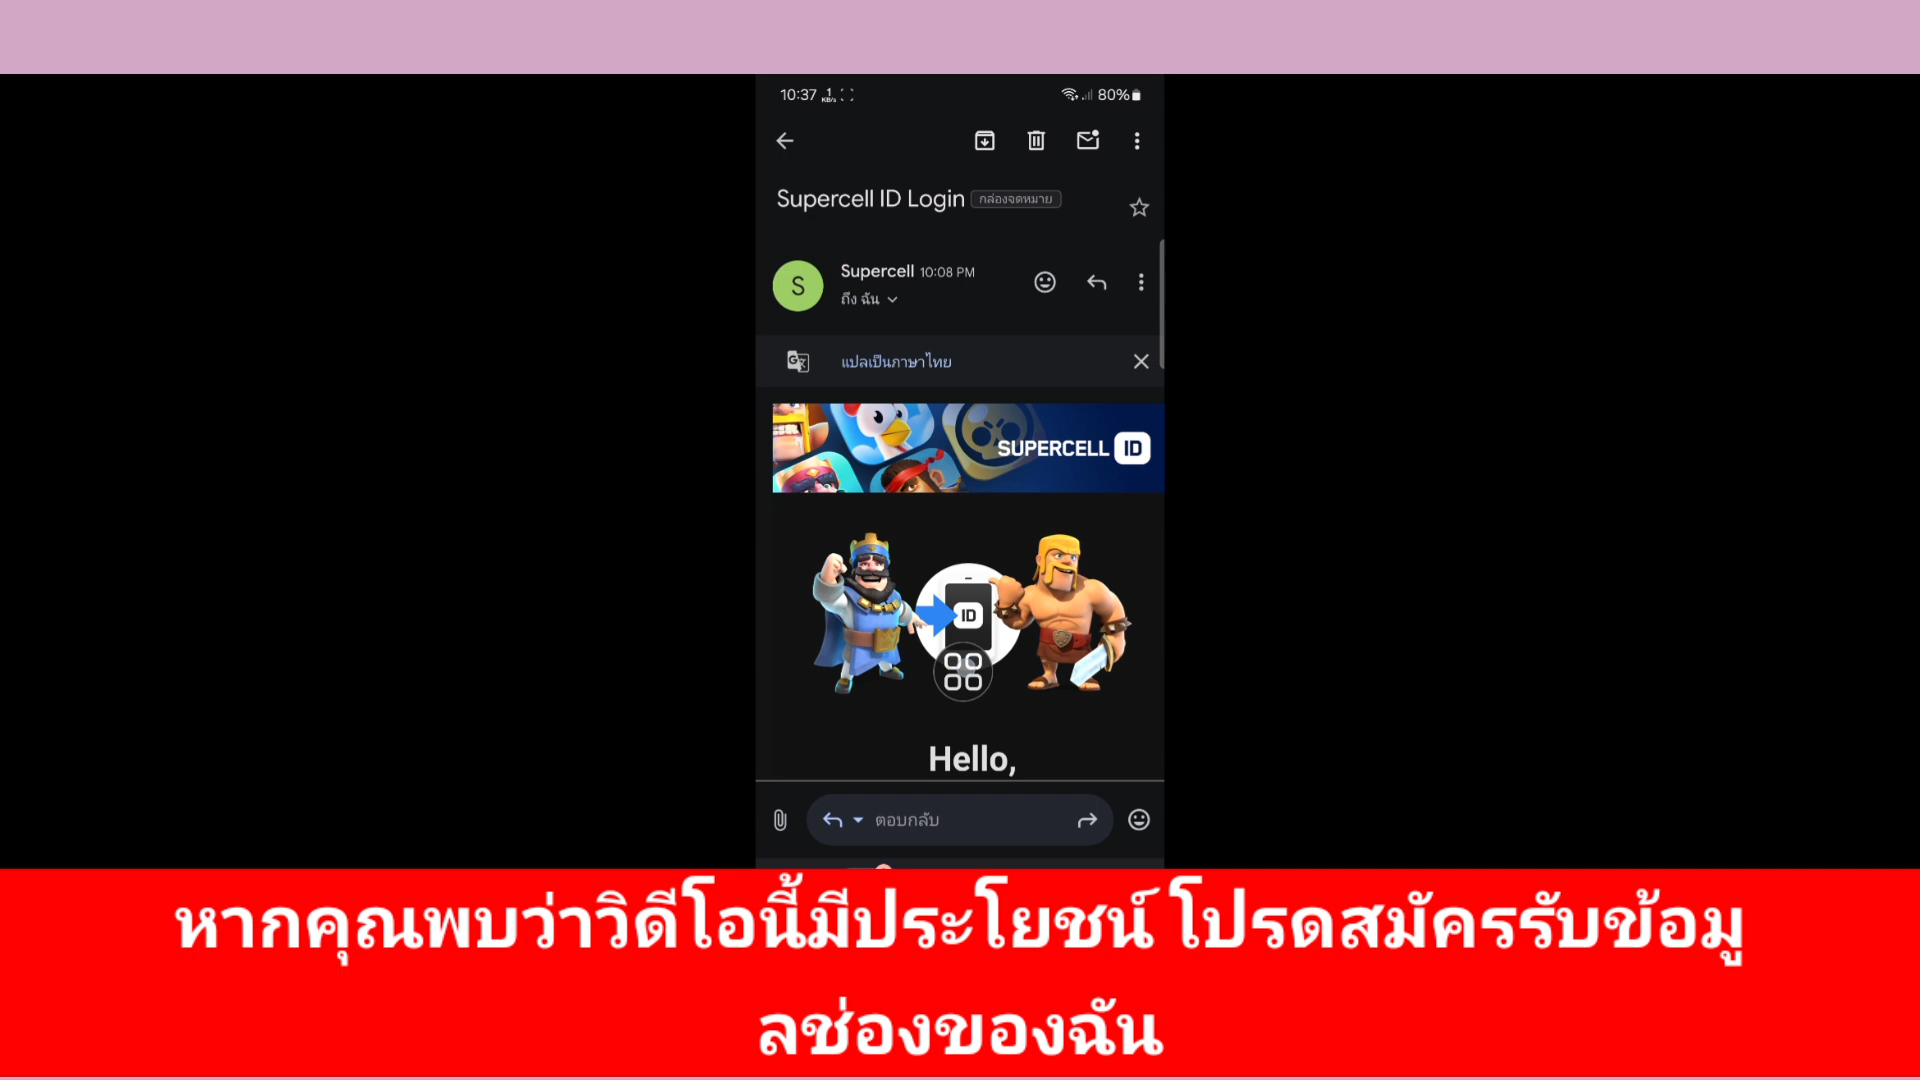 10:37 1 KB/s 80%
Supercell ID Login กล่องจดหมาย
S
Supercell 10:08 PM
ถึง ฉัน
แปลเป็นภาษาไทย
SUPERCELL ID
ID
Hello,
ตอบกลับ
หากคุณพบว่าวิดีโอนี้มีประโยชน์ โปรดสมัครรับข้อมู
ลช่องของฉัน